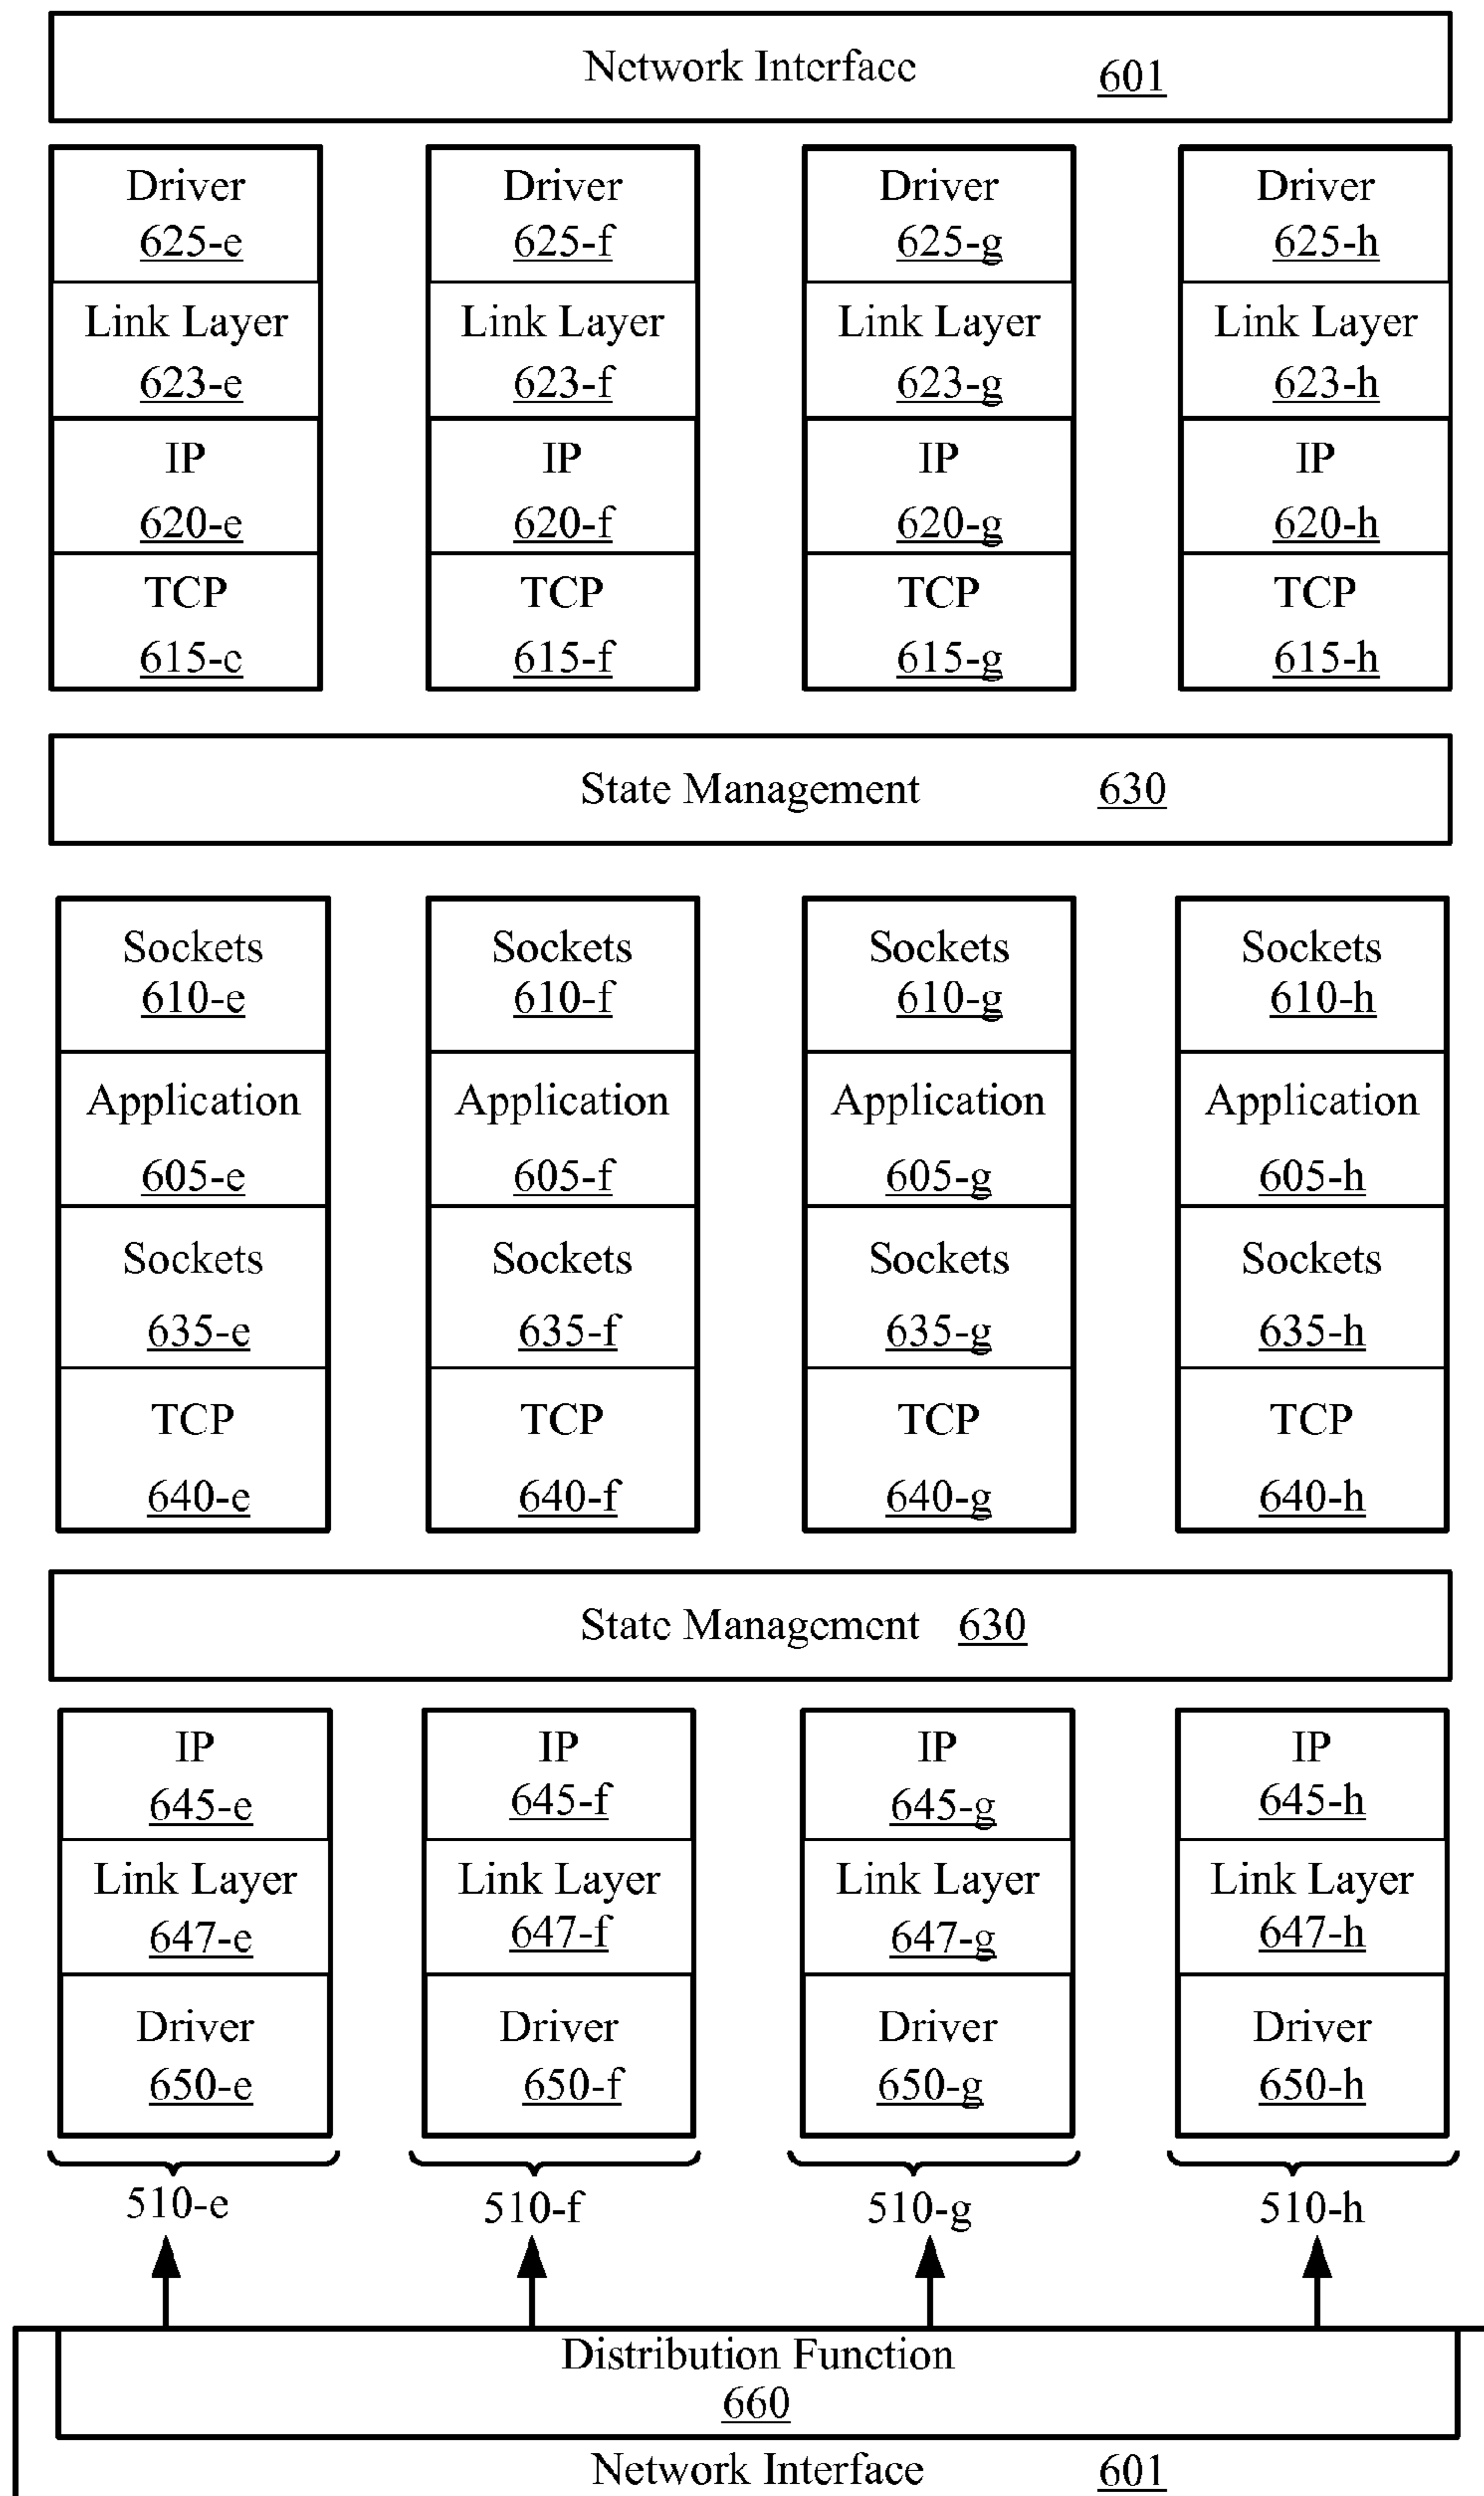 Network Interface 601
Driver Driver Driver Driver
625-e 625-f 625-g 625-h
Link Layer Link Layer Link Layer Link Layer
623-e 623-f 623-g 623-h
IP IP IP IP
620-e 620-f 620-g 620-h
TCP TCP TCP TCP
615-e 615-f 615-g 615-h
State Management 630
Sockets Sockets Sockets Sockets
610-e 610-f 610-g 610-h
Application Application Application Application
605-e 605-f 605-g 605-h
Sockets Sockets Sockets Sockets
635-e 635-f 635-g 635-h
TCP TCP TCP TCP
640-e 640-f 640-g 640-h
State Management 630
IP IP IP IP
645-e 645-f 645-g 645-h
Link Layer Link Layer Link Layer Link Layer
647-e 647-f 647-g 647-h
Driver Driver Driver Driver
650-e 650-f 650-g 650-h
510-e 510-f 510-g 510-h
Distribution Function
660
Network Interface 601